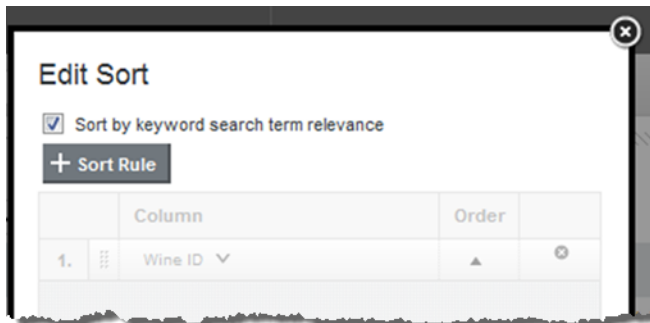 Edit Sort
Sort by keyword search term relevance
+ Sort Rule
Column Order
1. Wine ID